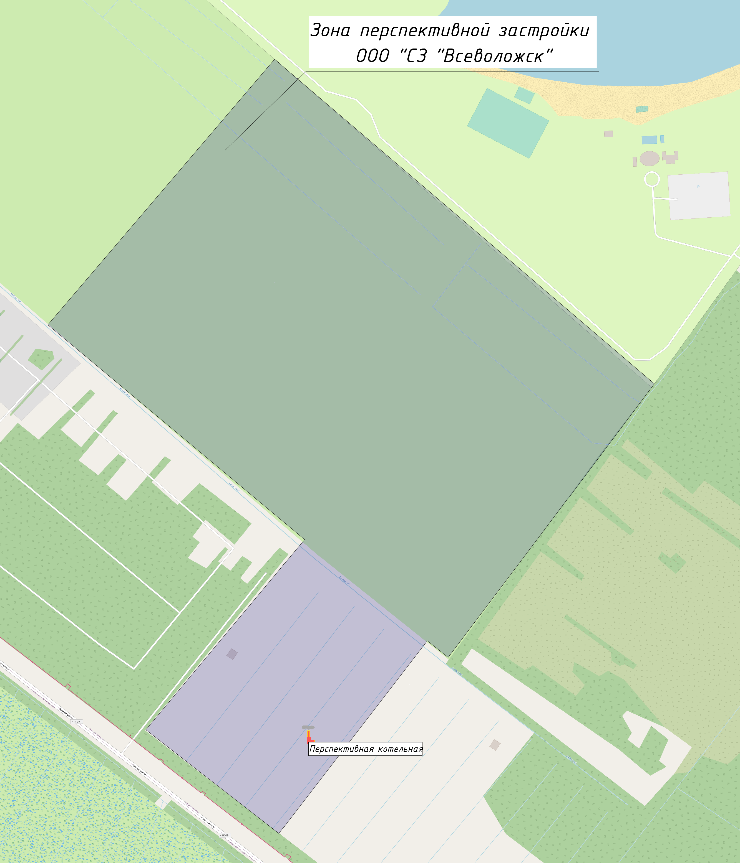 Зона перспективной застройки
ООО "СЗ "Всеволожск"
Перспективная котельная